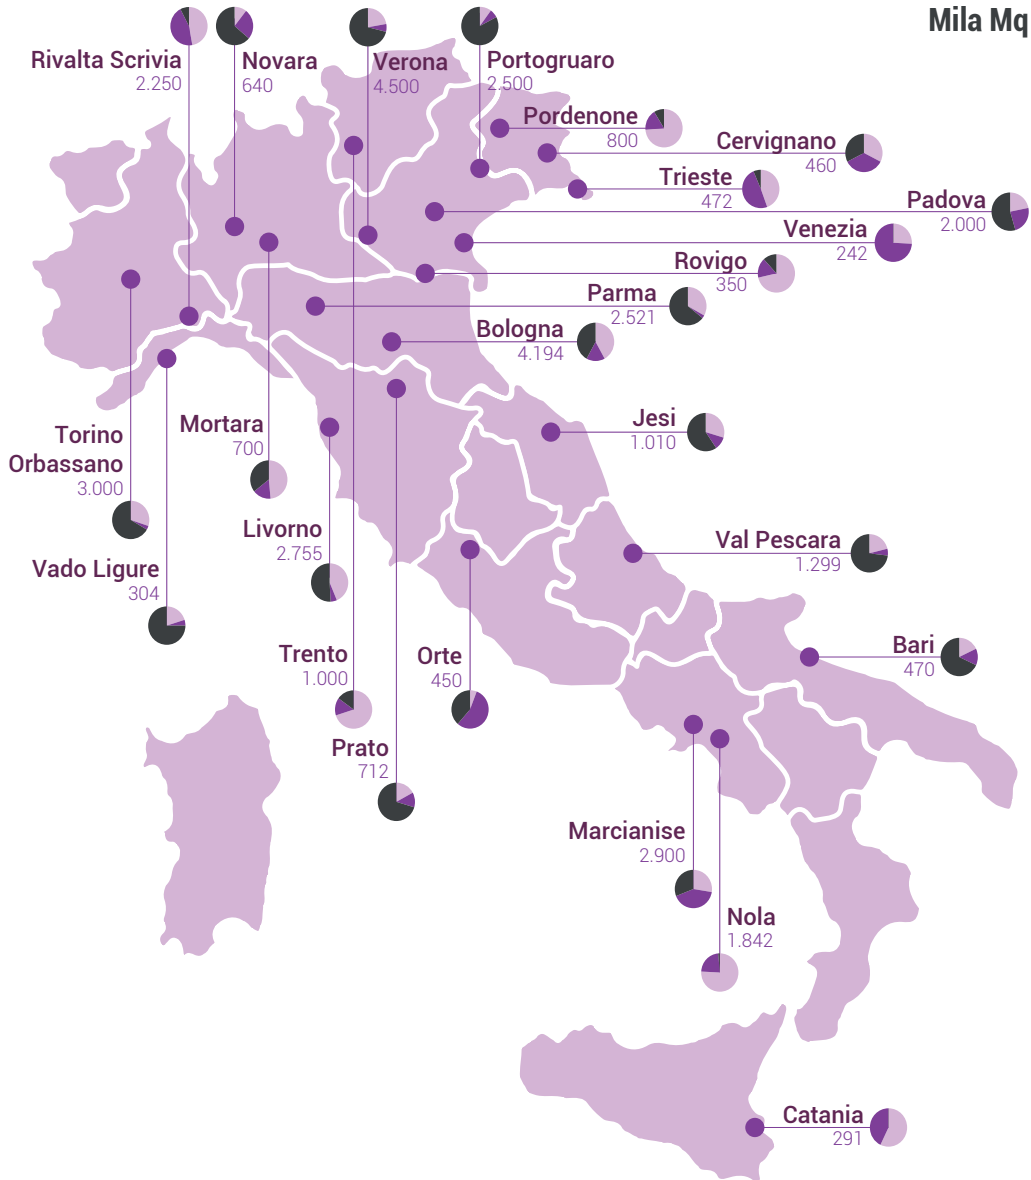 Mila Mq
Rivalta Scrivia
2.250
Novara
640
Verona
4.500
Portogruaro
2.500
Pordenone
800
Cervignano
460
Trieste
472
Padova
2.000
Venezia
242
Rovigo
350
Parma
2.521
Bologna
4.194
Jesi
1.010
Mortara
700
Torino
Orbassano
3.000
Livorno
2.755
Vado Ligure
304
Val Pescara
1.299
Trento
1.000
Orte
450
Bari
470
Prato
712
Marcianise
2.900
Nola
1.842
Catania
291